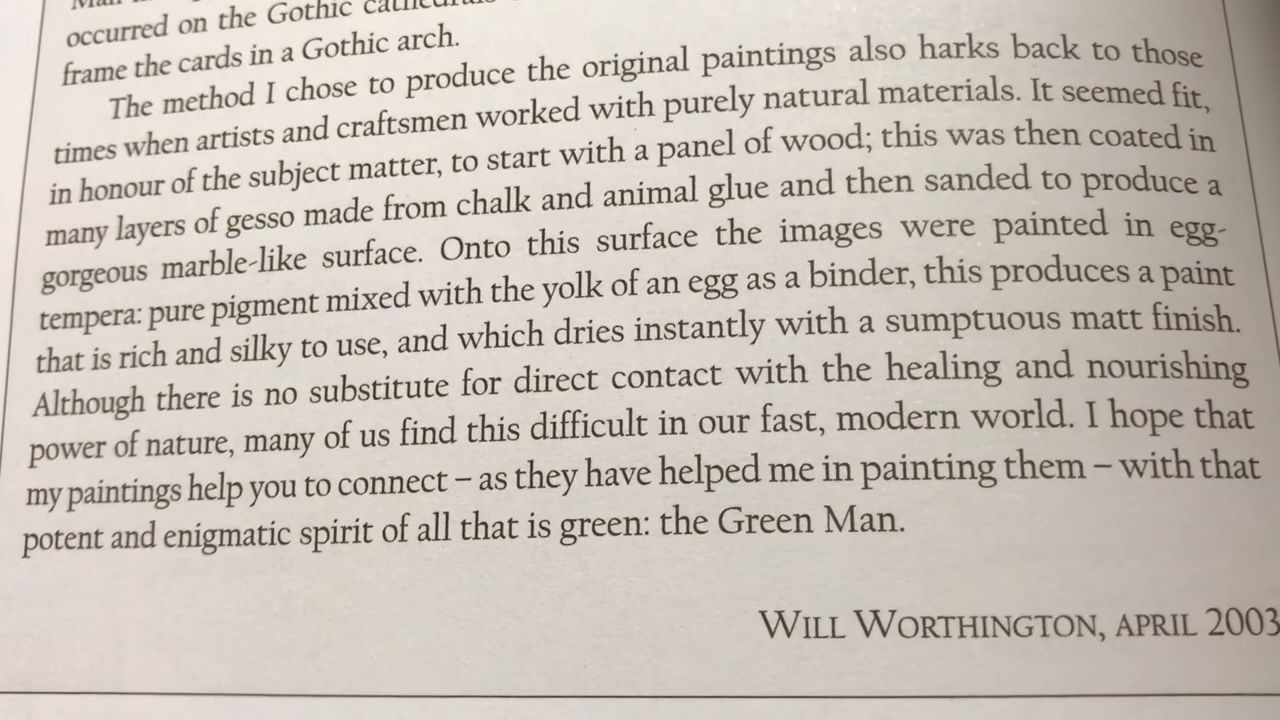 occurred on the Gothic
frame the cards in a Gothic arch.
The method I chose to produce the original paintings also harks back to those
times when artists and craftsmen worked with purely natural materials. It seemed fit,
in honour of the subject matter, to start with a panel of wood; this was then coated in
many layers of gesso made from chalk and animal glue and then sanded to produce a
gorgeous marble-like surface. Onto this surface the images were painted in egg-
tempera: pure pigment mixed with the yolk of an egg as a binder, this produces a paint
that is rich and silky to use, and which dries instantly with a sumptuous matt finish.
Although there is no substitute for direct contact with the healing and nourishing
power of nature, many of us find this difficult in our fast, modern world. I hope that
my paintings help you to connect – as they have helped me in painting them – with that
potent and enigmatic spirit of all that is green: the Green Man.
WILL WORTHINGTON, APRIL 2003